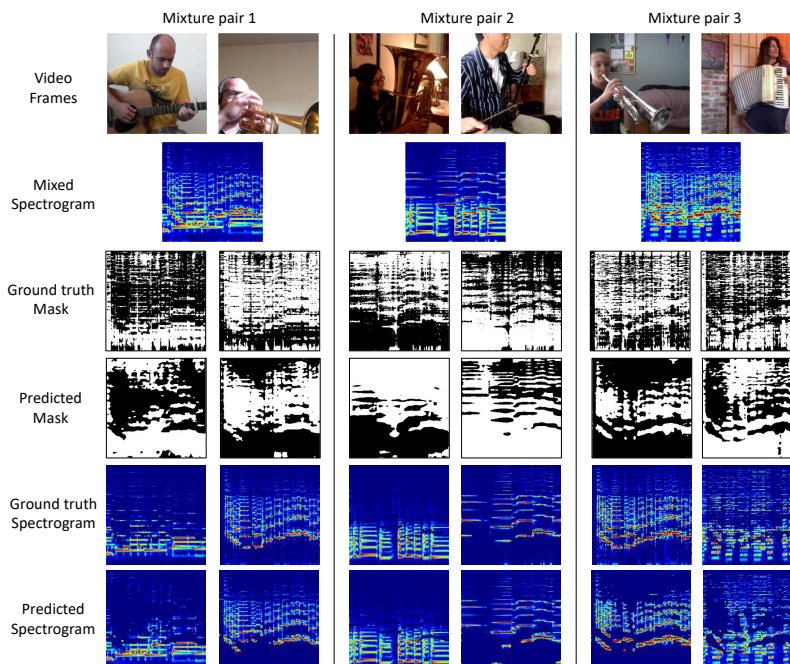 Mixture pair 1
Mixture pair 2
Mixture pair 3
Video
Frames
Mixed
Spectrogram
Ground truth
Mask
Predicted
Mask
Ground truth
Spectrogram
Predicted
Spectrogram